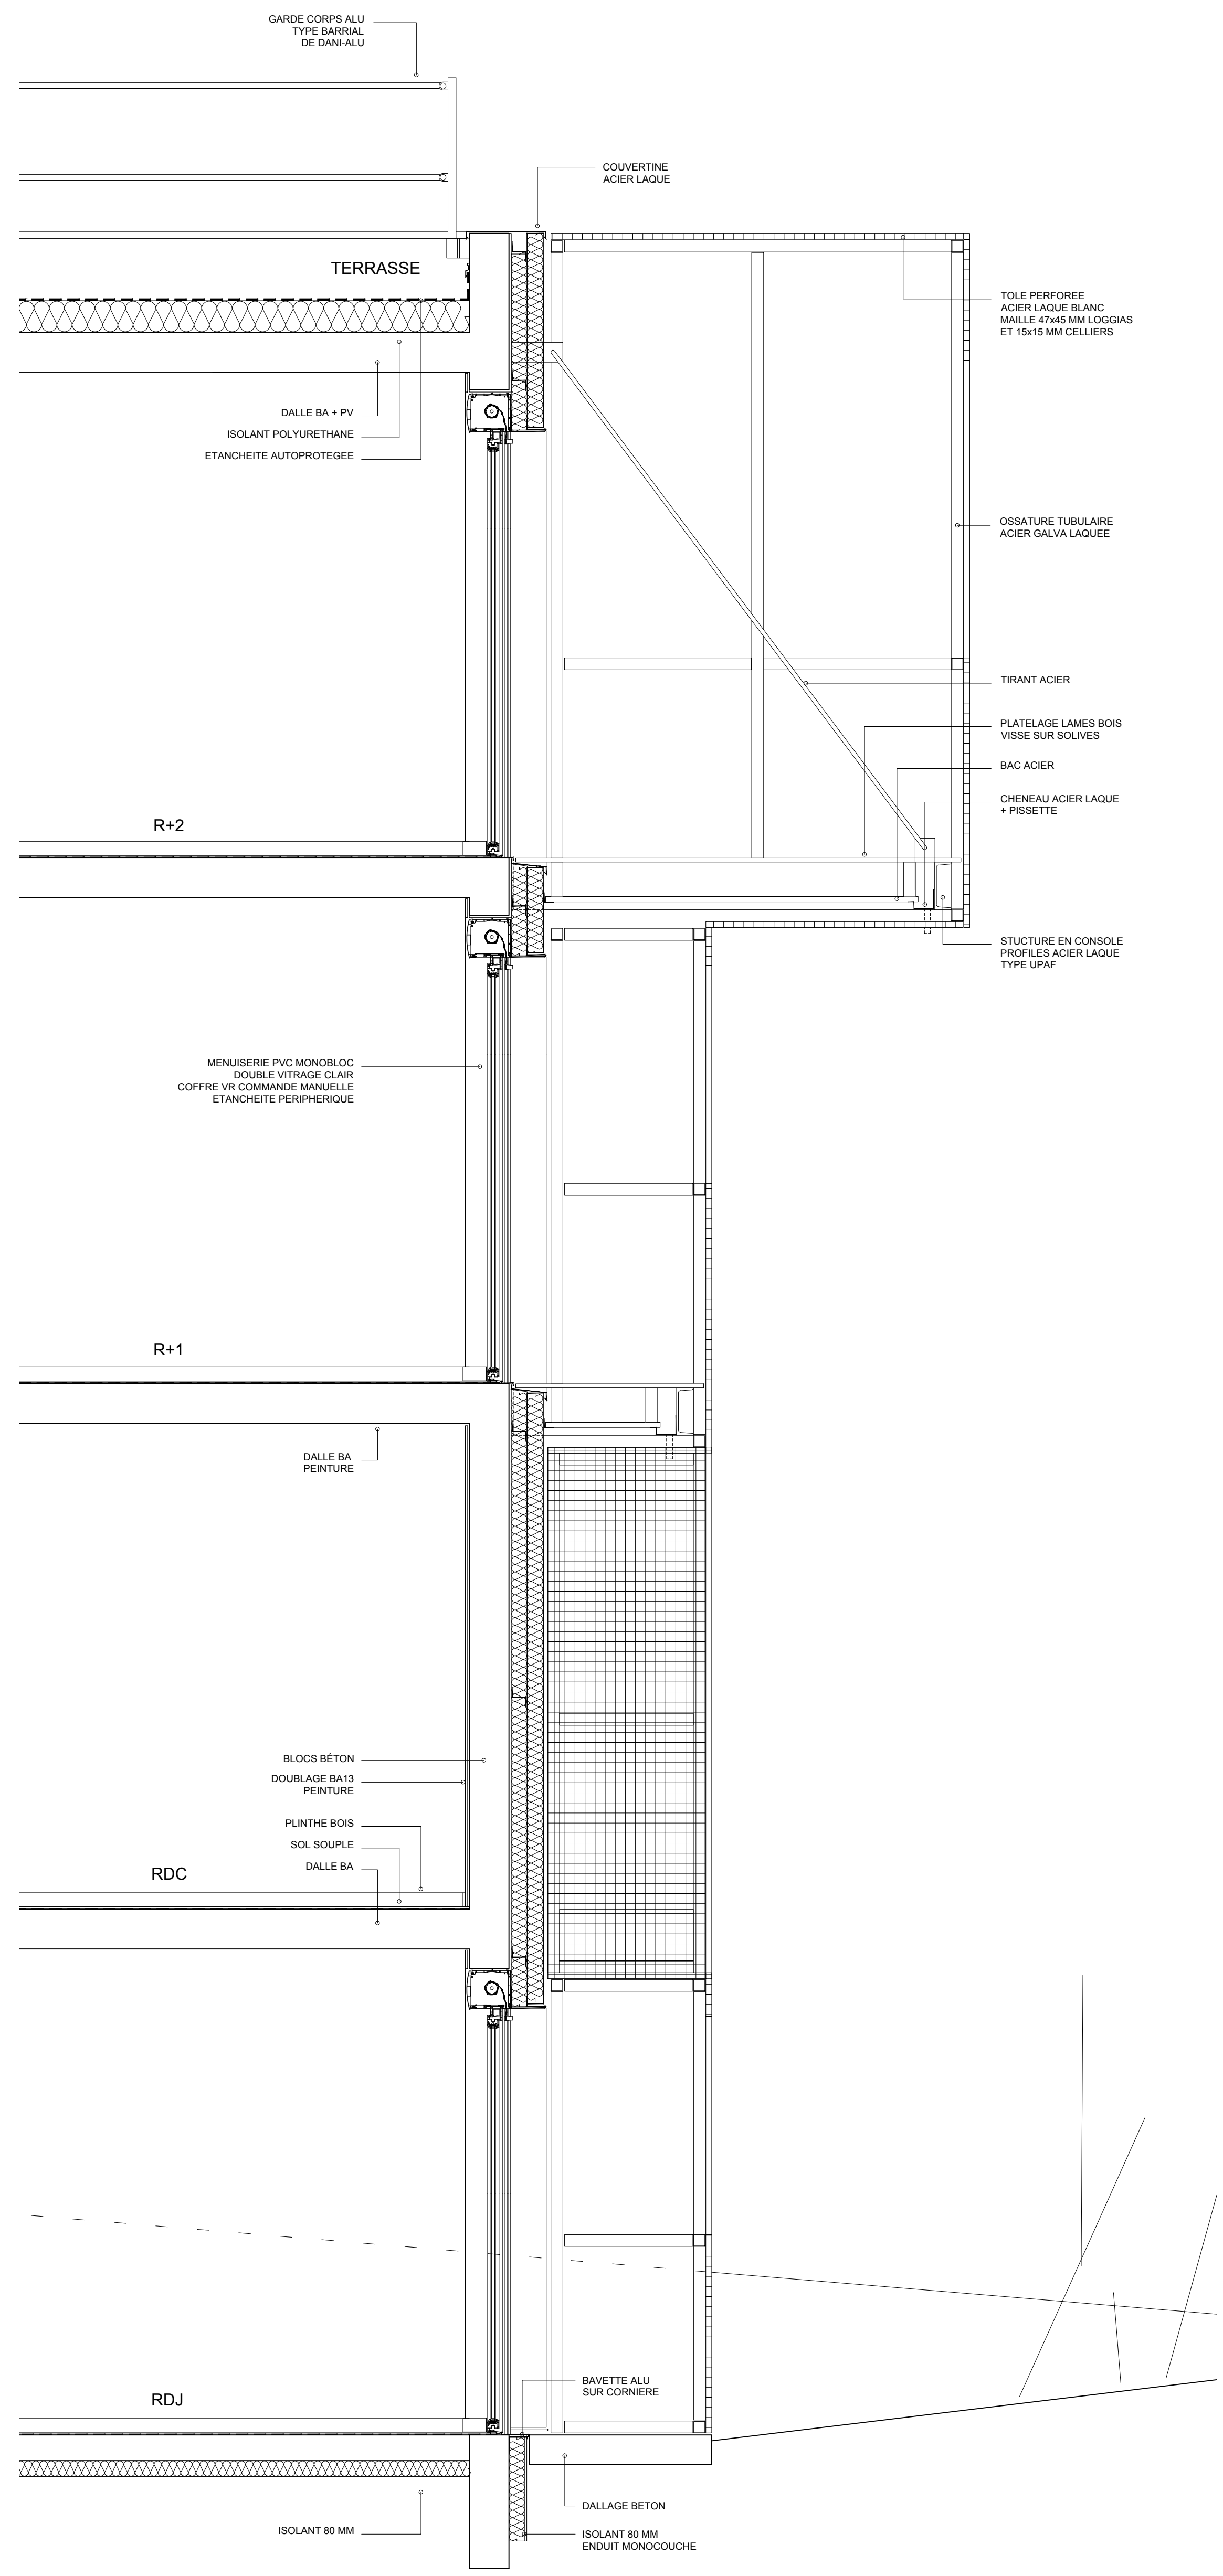 GARDE CORPS ALU
TYPE BARRIAL
DE DANI-ALU
COUVERTINE
ACIER LAQUE
TERRASSE
TOLE PERFOREE
ACIER LAQUE BLANC
MAILLE 47x45 MM LOGGIAS
ET 15x15 MM CELLIERS
DALLE BA + PV
ISOLANT POLYURETHANE
ETANCHEITE AUTOPROTEGEE
OSSATURE TUBULAIRE
ACIER GALVA LAQUEE
TIRANT ACIER
PLATELAGE LAMES BOIS
VISSE SUR SOLIVES
BAC ACIER
CHENEAU ACIER LAQUE
+ PISSETTE
R+2
STUCTURE EN CONSOLE
PROFILES ACIER LAQUE
TYPE UPAF
MENUISERIE PVC MONOBLOC
DOUBLE VITRAGE CLAIR
COFFRE VR COMMANDE MANUELLE
ETANCHEITE PERIPHERIQUE
R+1
DALLE BA
PEINTURE
BLOCS BÉTON
DOUBLAGE BA13
PEINTURE
PLINTHE BOIS
SOL SOUPLE
DALLE BA
RDC
BAVETTE ALU
SUR CORNIERE
RDJ
DALLAGE BETON
ISOLANT 80 MM
ISOLANT 80 MM
ENDUIT MONOCOUCHE